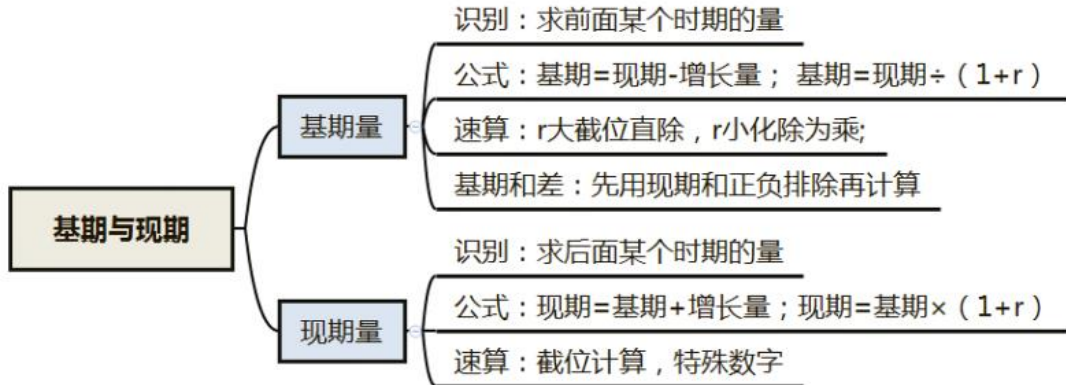 识别：求前面某个时期的量
公式：基期=现期-增长量； 基期=现期÷（1+r）
基期量
速算：r大截位直除，r小化除为乘;
基期和差：先用现期和正负排除再计算
基期与现期
识别：求后面某个时期的量
公式：现期=基期+增长量；现期=基期×（1+r）
现期量
速算：截位计算，特殊数字